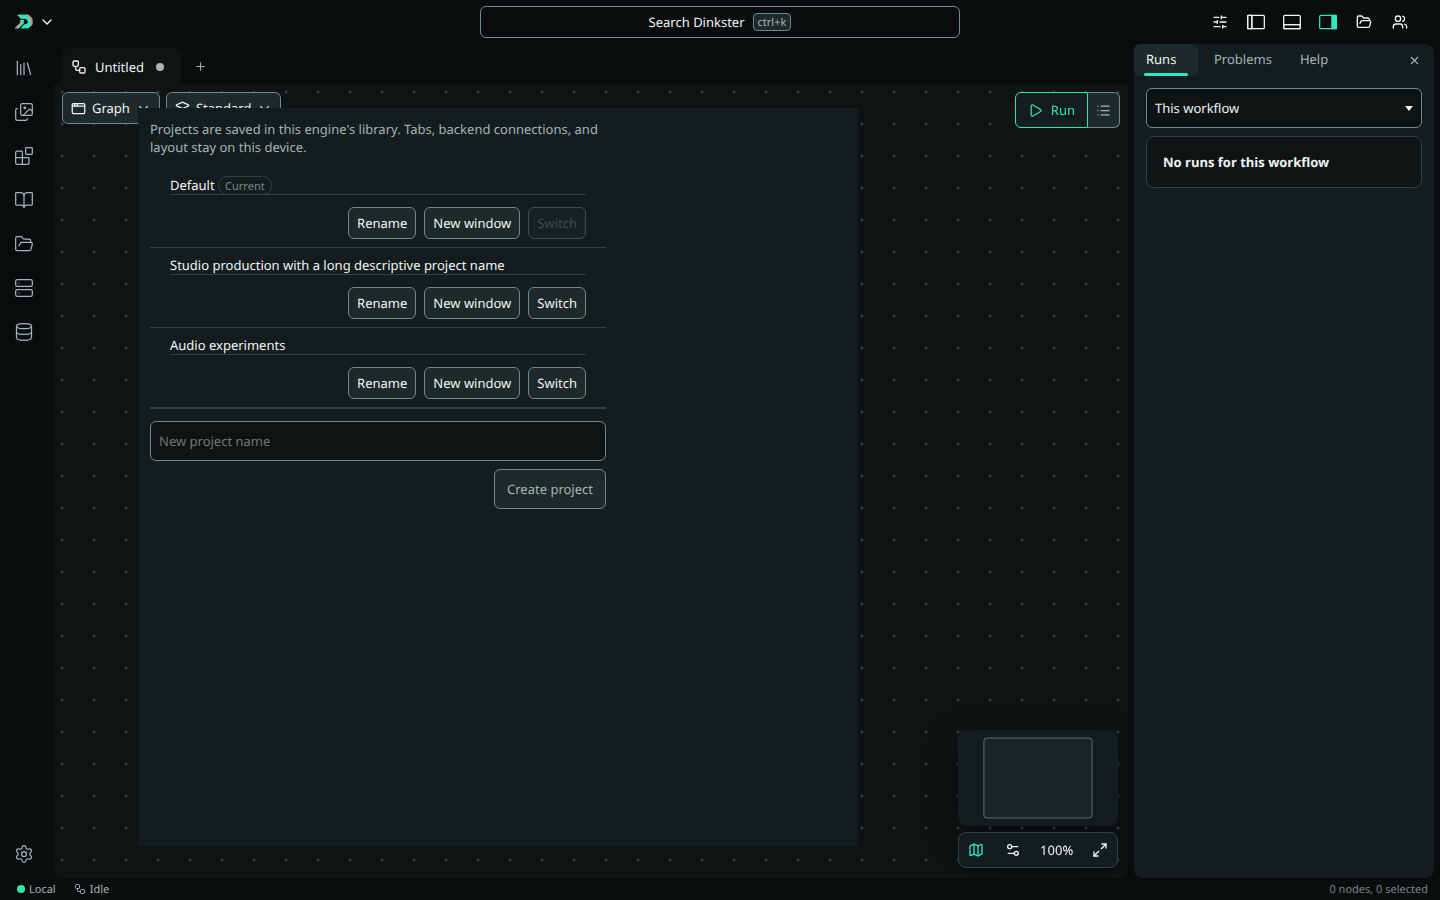 Search Dinkster ctrl+k
Untitled
Graph
Standard
Run
Projects are saved in this engine's library. Tabs, backend connections, and
layout stay on this device.
Default Current
Rename New window Switch
Studio production with a long descriptive project name
Rename New window Switch
Audio experiments
Rename New window Switch
New project name
Create project
Runs Problems Help
This workflow
No runs for this workflow
100%
Local Idle
0 nodes, 0 selected